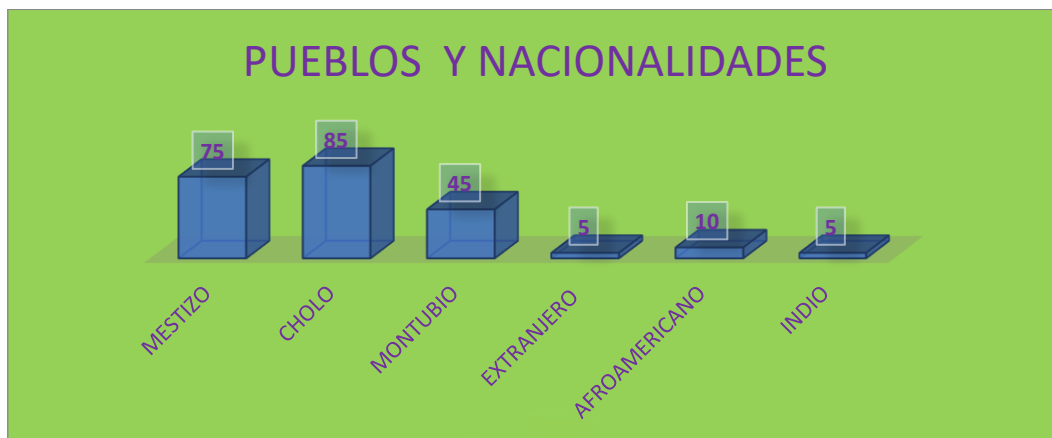 PUEBLOS Y NACIONALIDADES
75
85
45
5
10
5
MESTIZO
CHOLO
MONTUBIO
EXTRANJERO
AFROAMERICANO
INDIO